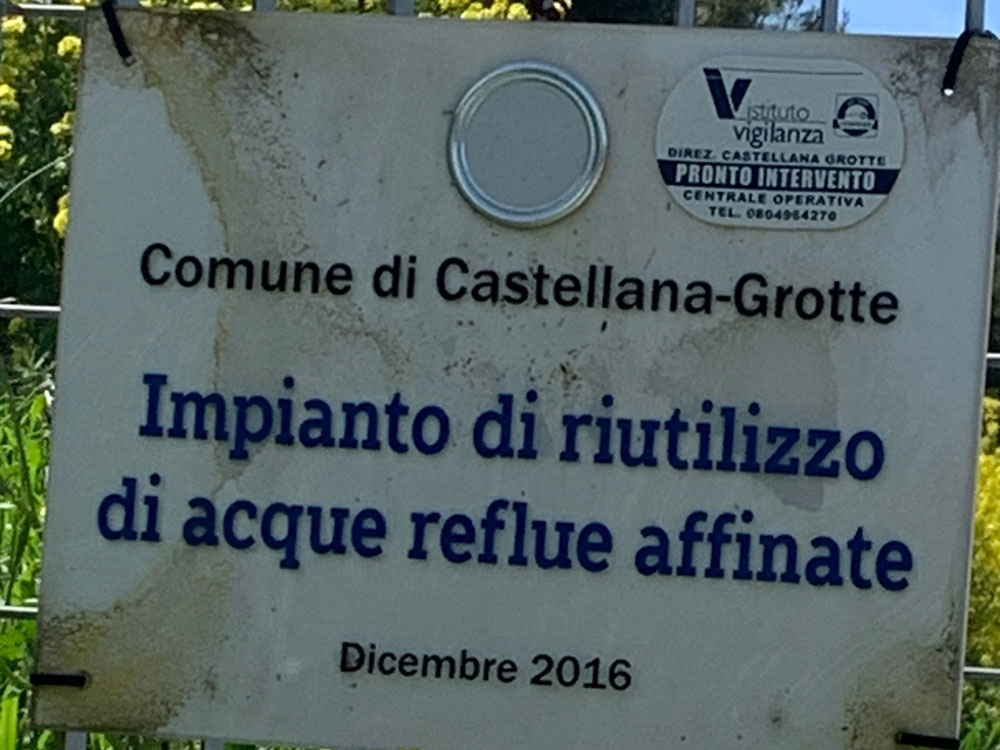 istituto
vigilanza
DIREZ. CASTELLANA GROTTE
PRONTO INTERVENTO
CENTRALE OPERATIVA
TEL. 0804964270
Comune di Castellana-Grotte
Impianto di riutilizzo
di acque reflue affinate
Dicembre 2016